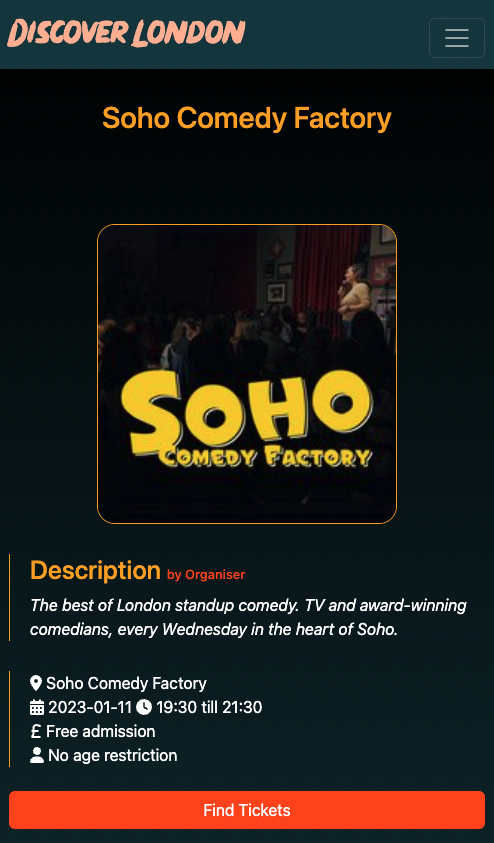 Discover London
Soho Comedy Factory
SOHO
COMEDY FACTORY
Description by Organiser
The best of London standup comedy. TV and award-winning
comedians, every Wednesday in the heart of Soho.
Soho Comedy Factory
2023-01-11 19:30 till 21:30
£ Free admission
No age restriction
Find Tickets